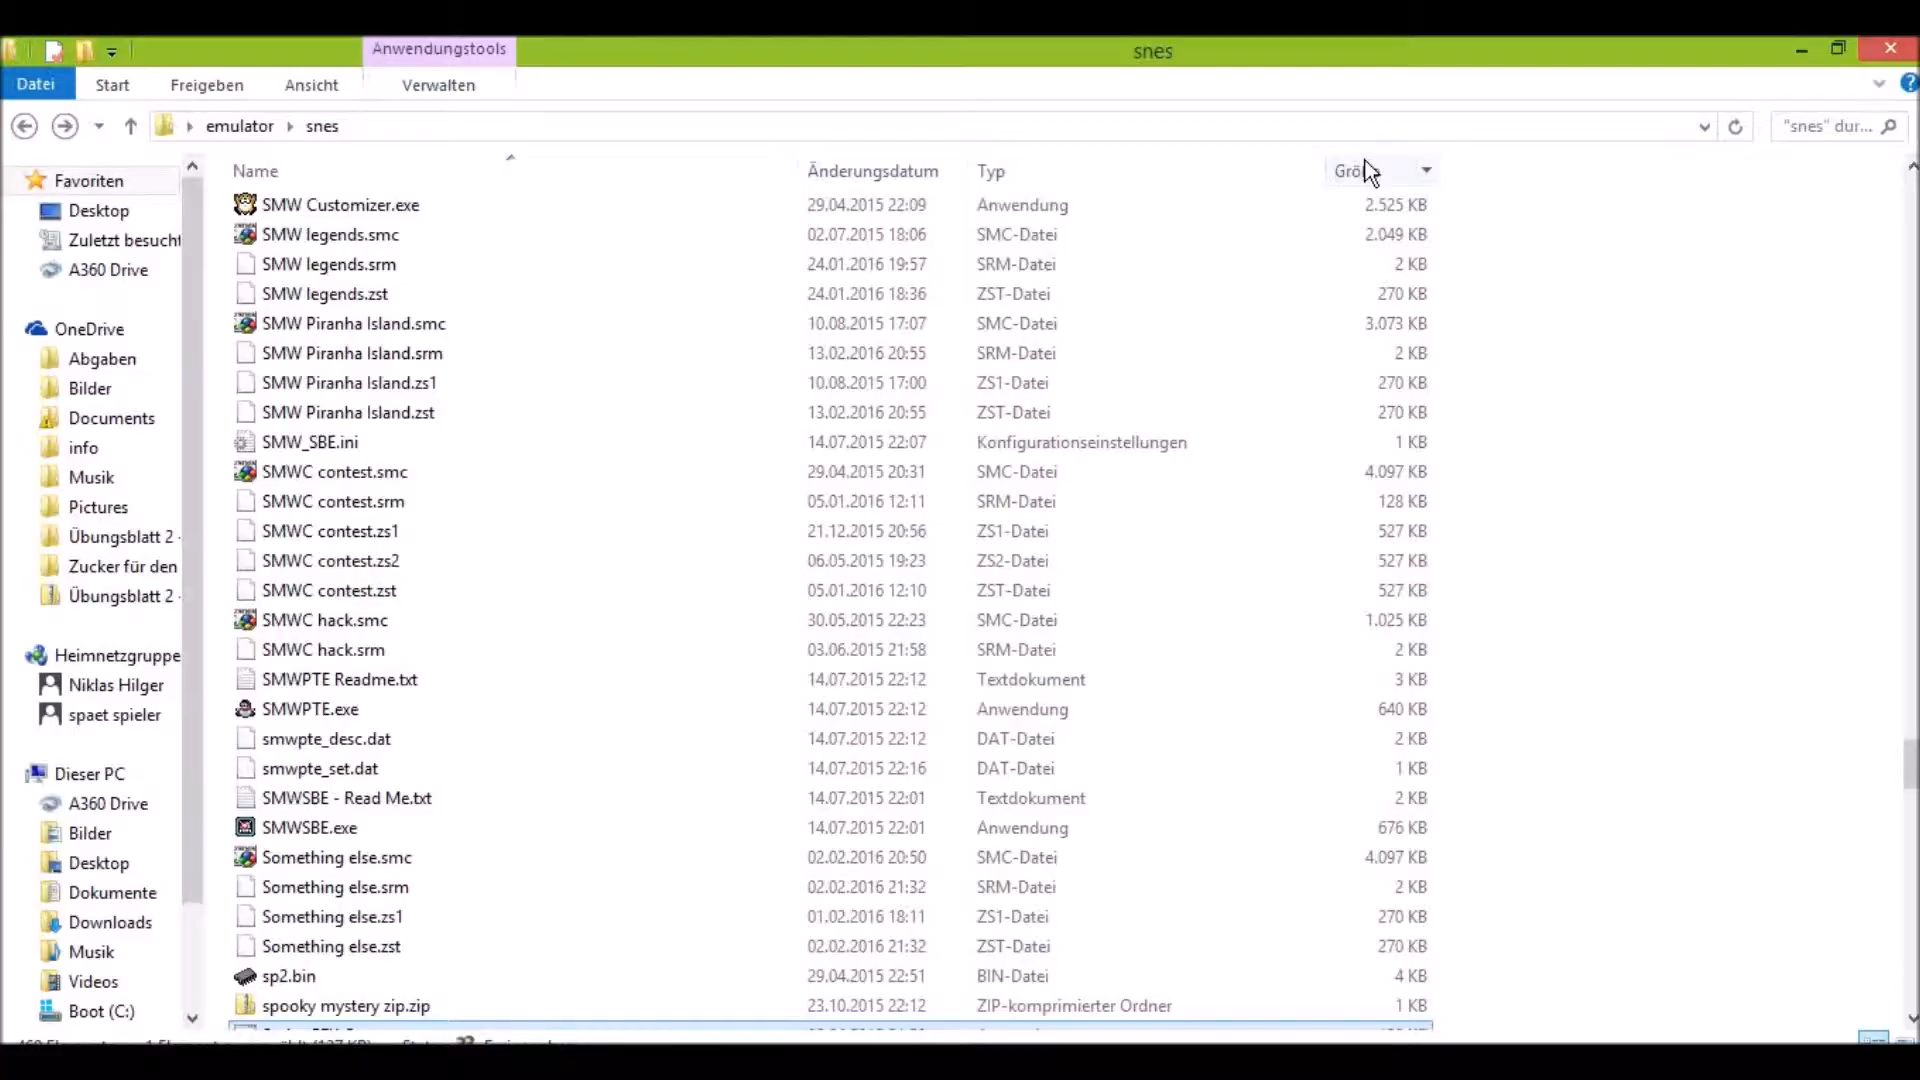 Anwendungstools
snes
Datei Start Freigeben Ansicht Verwalten
emulator snes "snes" dur...
Name Änderungsdatum Typ
SMW Customizer.exe 29.04.2015 22:09 Anwendung 2.525 KB
SMW legends.smc 02.07.2015 18:06 SMC-Datei 2.049 KB
SMW legends.srm 24.01.2016 19:57 SRM-Datei 2 KB
SMW legends.zst 24.01.2016 18:36 ZST-Datei 270 KB
SMW Piranha Island.smc 10.08.2015 17:07 SMC-Datei 3.073 KB
SMW Piranha Island.srm 13.02.2016 20:55 SRM-Datei 2 KB
SMW Piranha Island.zs1 10.08.2015 17:00 ZS1-Datei 270 KB
SMW Piranha Island.zst 13.02.2016 20:55 ZST-Datei 270 KB
SMW_SBE.ini 14.07.2015 22:07 Konfigurationseinstellungen 1 KB
SMWC contest.smc 29.04.2015 20:31 SMC-Datei 4.097 KB
SMWC contest.srm 05.01.2016 12:11 SRM-Datei 128 KB
SMWC contest.zs1 21.12.2015 20:56 ZS1-Datei 527 KB
SMWC contest.zs2 06.05.2015 19:23 ZS2-Datei 527 KB
SMWC contest.zst 05.01.2016 12:10 ZST-Datei 527 KB
SMWC hack.smc 30.05.2015 22:23 SMC-Datei 1.025 KB
SMWC hack.srm 03.06.2015 21:58 SRM-Datei 2 KB
SMWPTE Readme.txt 14.07.2015 22:12 Textdokument 3 KB
SMWPTE.exe 14.07.2015 22:12 Anwendung 640 KB
smwpte_desc.dat 14.07.2015 22:12 DAT-Datei 2 KB
smwpte_set.dat 14.07.2015 22:16 DAT-Datei 1 KB
SMWSBE - Read Me.txt 14.07.2015 22:01 Textdokument 2 KB
SMWSBE.exe 14.07.2015 22:01 Anwendung 676 KB
Something else.smc 02.02.2016 20:50 SMC-Datei 4.097 KB
Something else.srm 02.02.2016 21:32 SRM-Datei 2 KB
Something else.zs1 01.02.2016 18:11 ZS1-Datei 270 KB
Something else.zst 02.02.2016 21:32 ZST-Datei 270 KB
sp2.bin 29.04.2015 22:51 BIN-Datei 4 KB
spooky mystery zip.zip 23.10.2015 22:12 ZIP-komprimierter Ordner 1 KB
Favoriten
Desktop
Zuletzt besucht
A360 Drive
OneDrive
Abgaben
Bilder
Documents
info
Musik
Pictures
Übungsblatt 2 -
Zucker für den
Übungsblatt 2 -
Heimnetzgruppe
Niklas Hilger
spaet spieler
Dieser PC
A360 Drive
Bilder
Desktop
Dokumente
Downloads
Musik
Videos
Boot (C:)